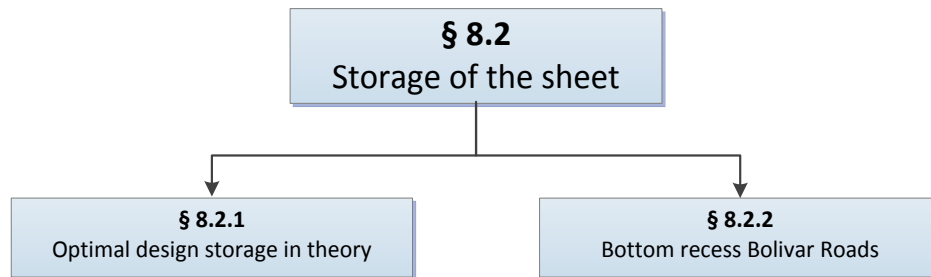 § 8.2
Storage of the sheet
§ 8.2.1
Optimal design storage in theory
§ 8.2.2
Bottom recess Bolivar Roads